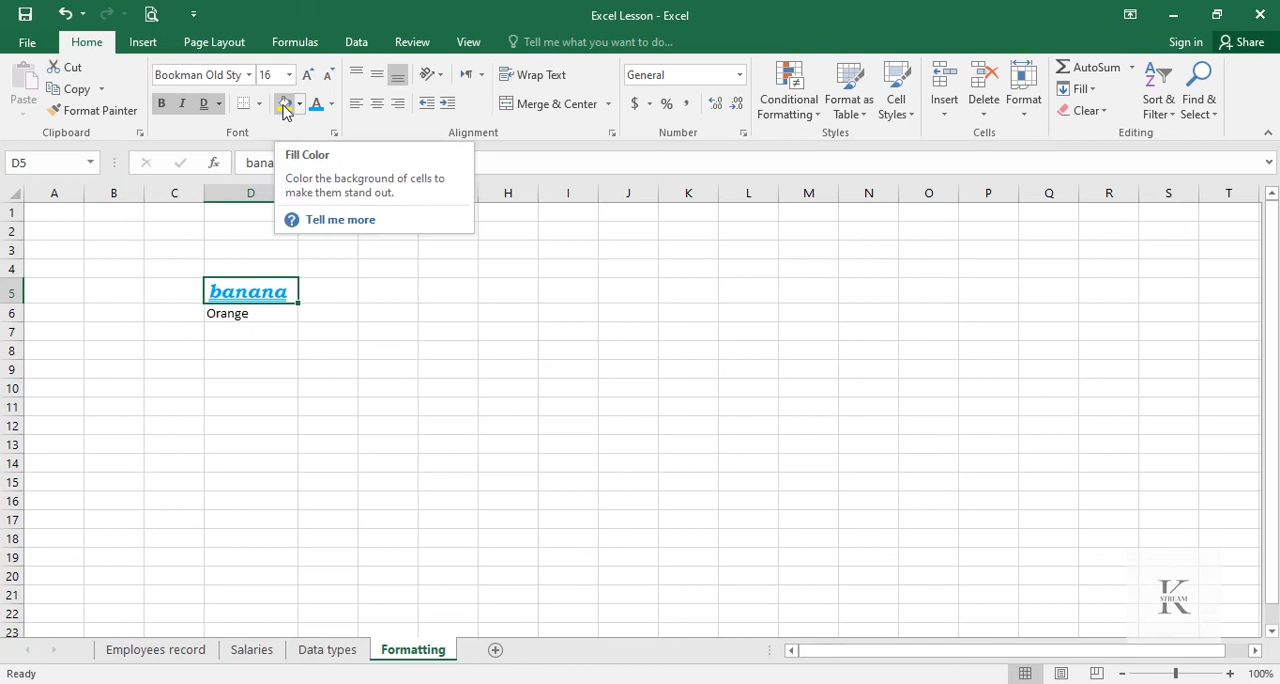 Excel Lesson - Excel
File Home Insert Page Layout Formulas Data Review View Tell me what you want to do... Sign in Share
Paste Cut Copy Format Painter Clipboard
Bookman Old Sty 16 B I D A Font
Wrap Text Merge & Center Alignment
General $ % , Number
Conditional Formatting Format as Table Cell Styles Styles
Insert Delete Format Cells
AutoSum Fill Clear Sort & Filter Find & Select Editing
D5 fx bana
Fill Color
Color the background of cells to
make them stand out.
? Tell me more
A B C D H I J K L M N O P Q R S T
1
2
3
4
5 banana
6 Orange
7
8
9
10
11
12
13
14
15
16
17
18
19
20
21
22
23
K STREAM
Employees record Salaries Data types Formatting
Ready 100%